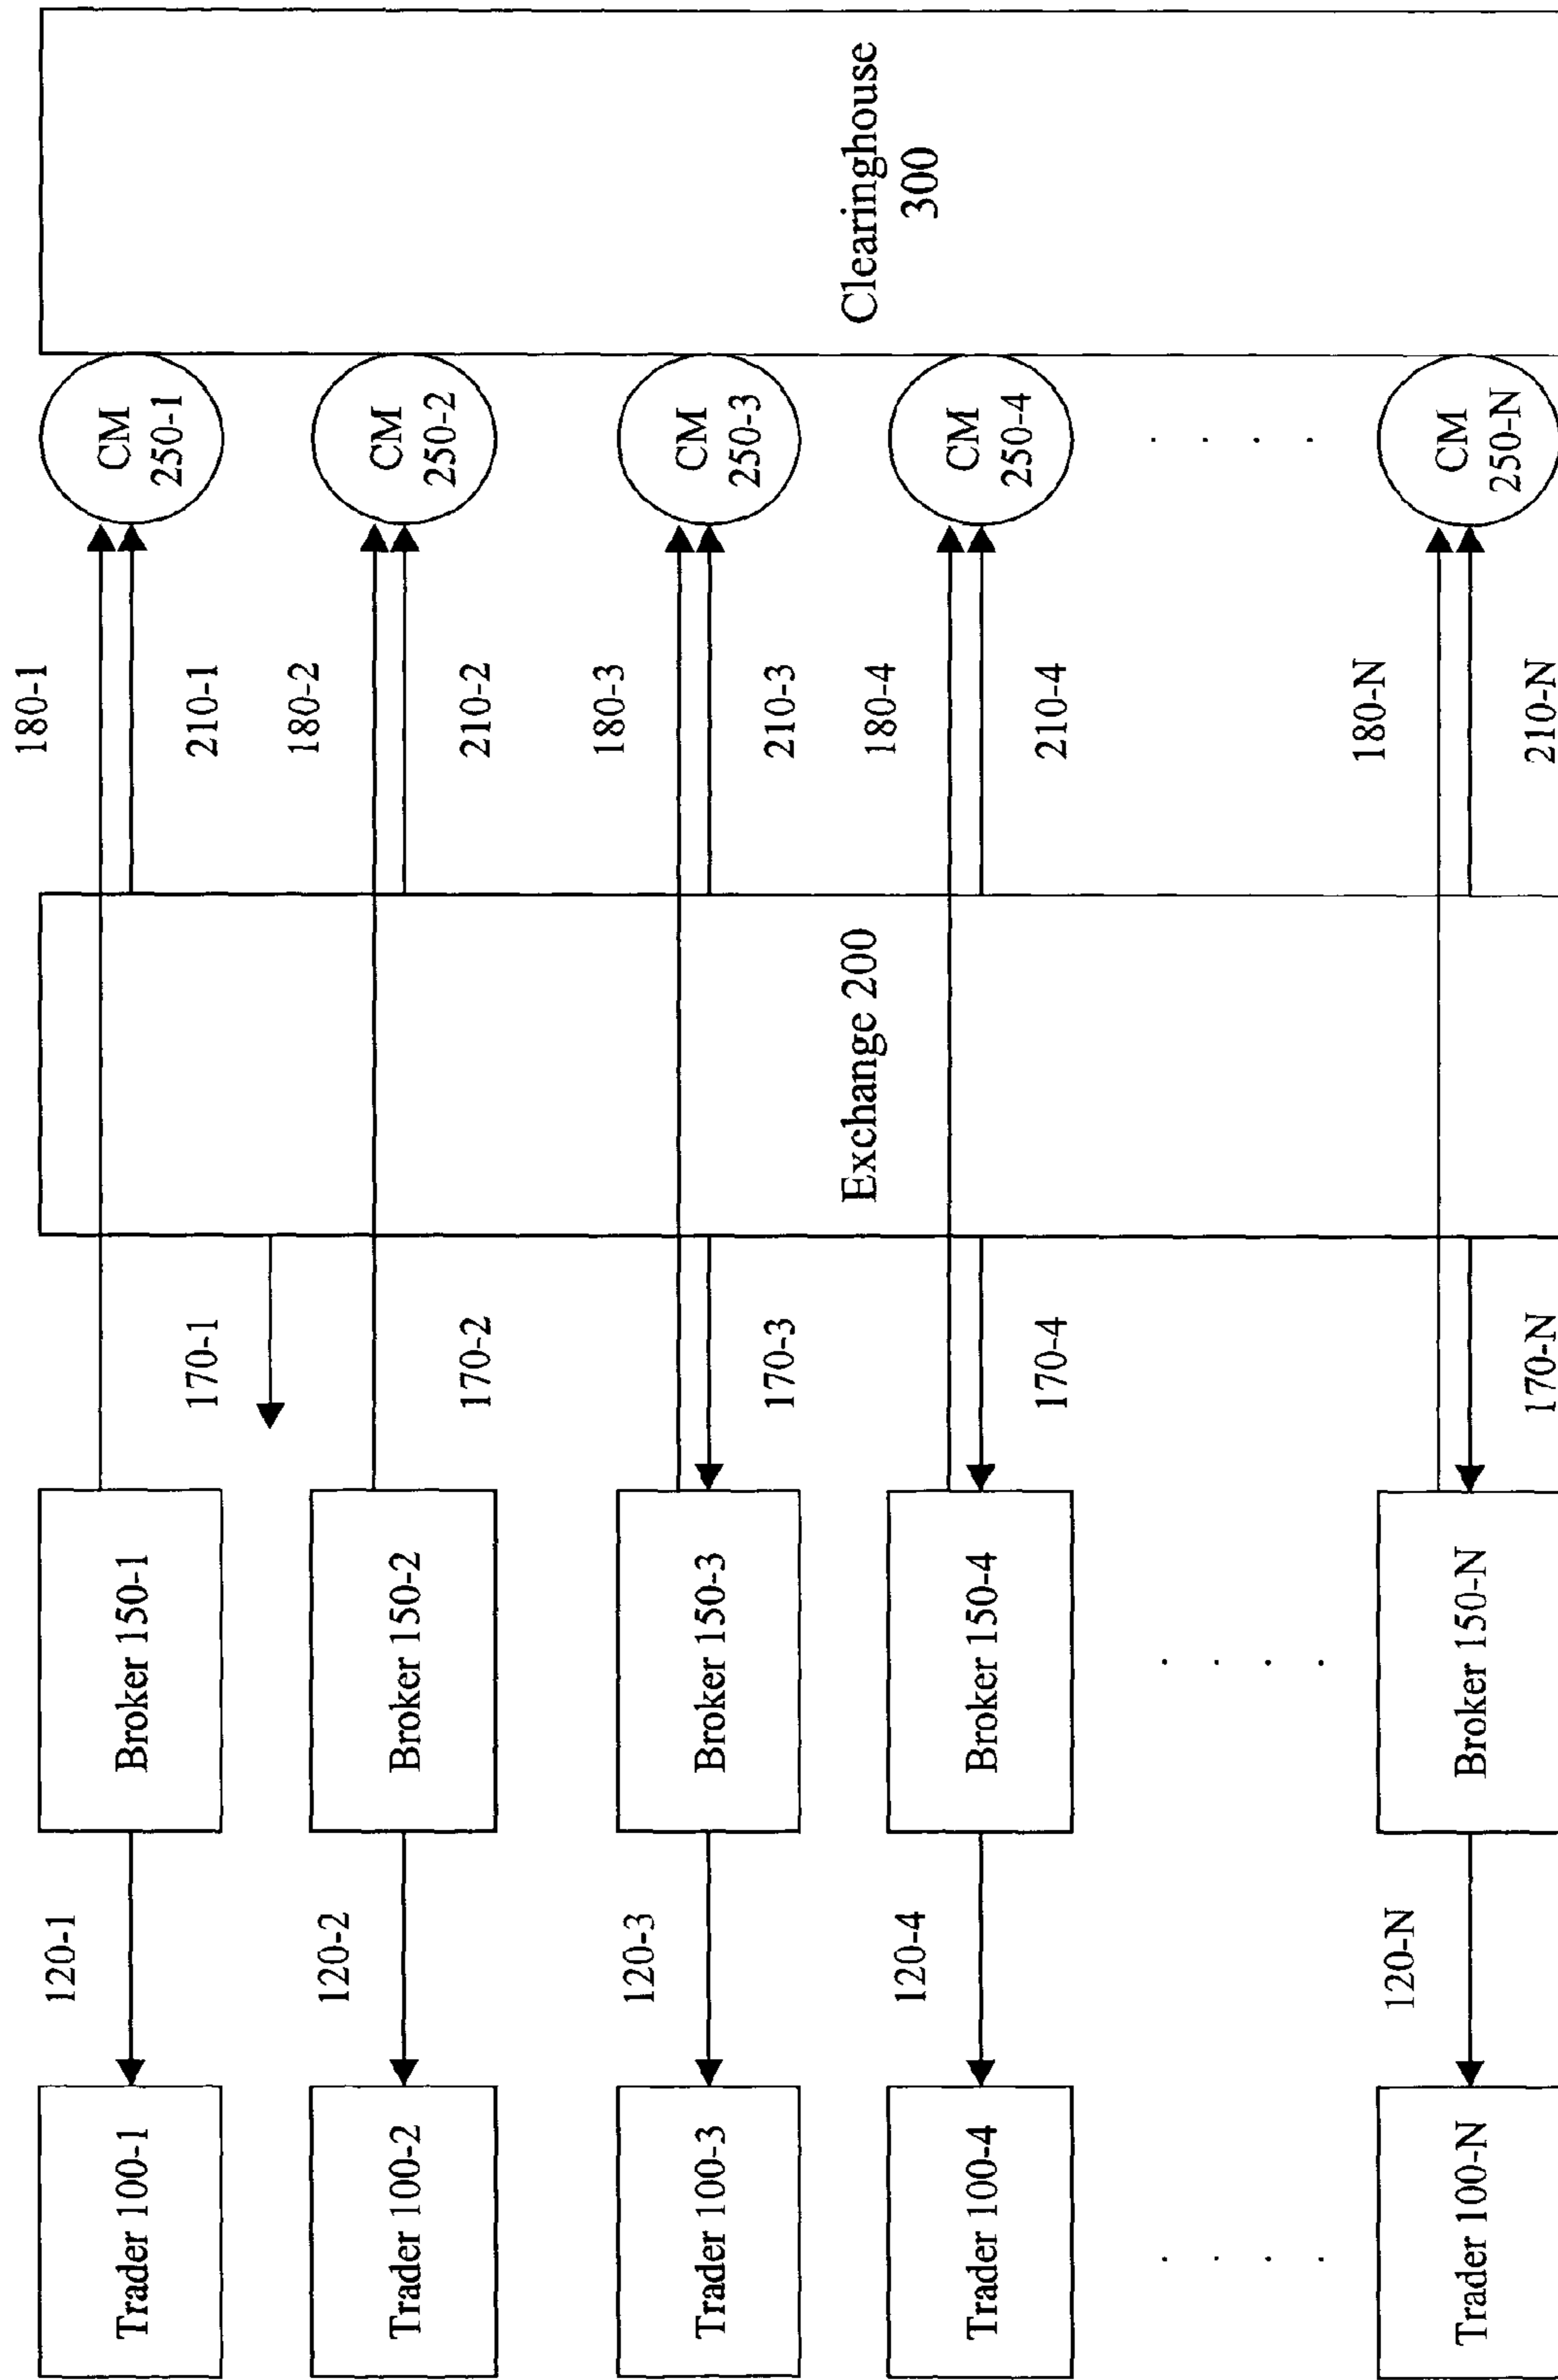 Trader 100-1
120-1
Broker 150-1
170-1
180-1
210-1
CM
250-1
Trader 100-2
120-2
Broker 150-2
170-2
180-2
210-2
CM
250-2
Trader 100-3
120-3
Broker 150-3
170-3
180-3
210-3
CM
250-3
Exchange 200
Clearinghouse
300
Trader 100-4
120-4
Broker 150-4
170-4
180-4
210-4
CM
250-4
. . . .
. . . .
. . . .
Trader 100-N
120-N
Broker 150-N
170-N
180-N
210-N
CM
250-N